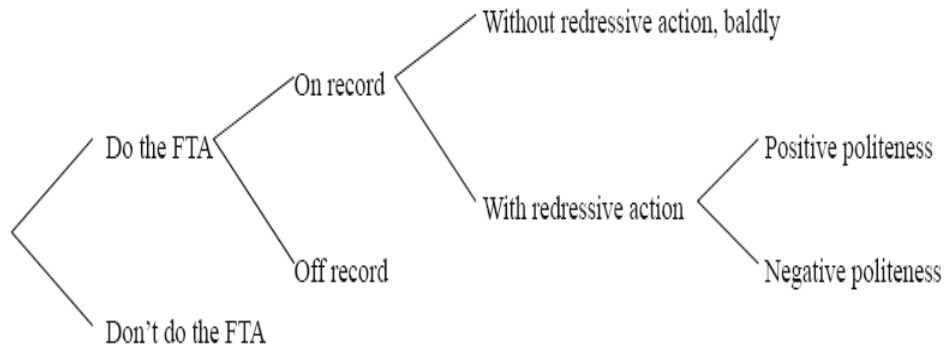 Without redressive action, baldly
On record
Do the FTA
Positive politeness
With redressive action
Off record
Negative politeness
Don’t do the FTA